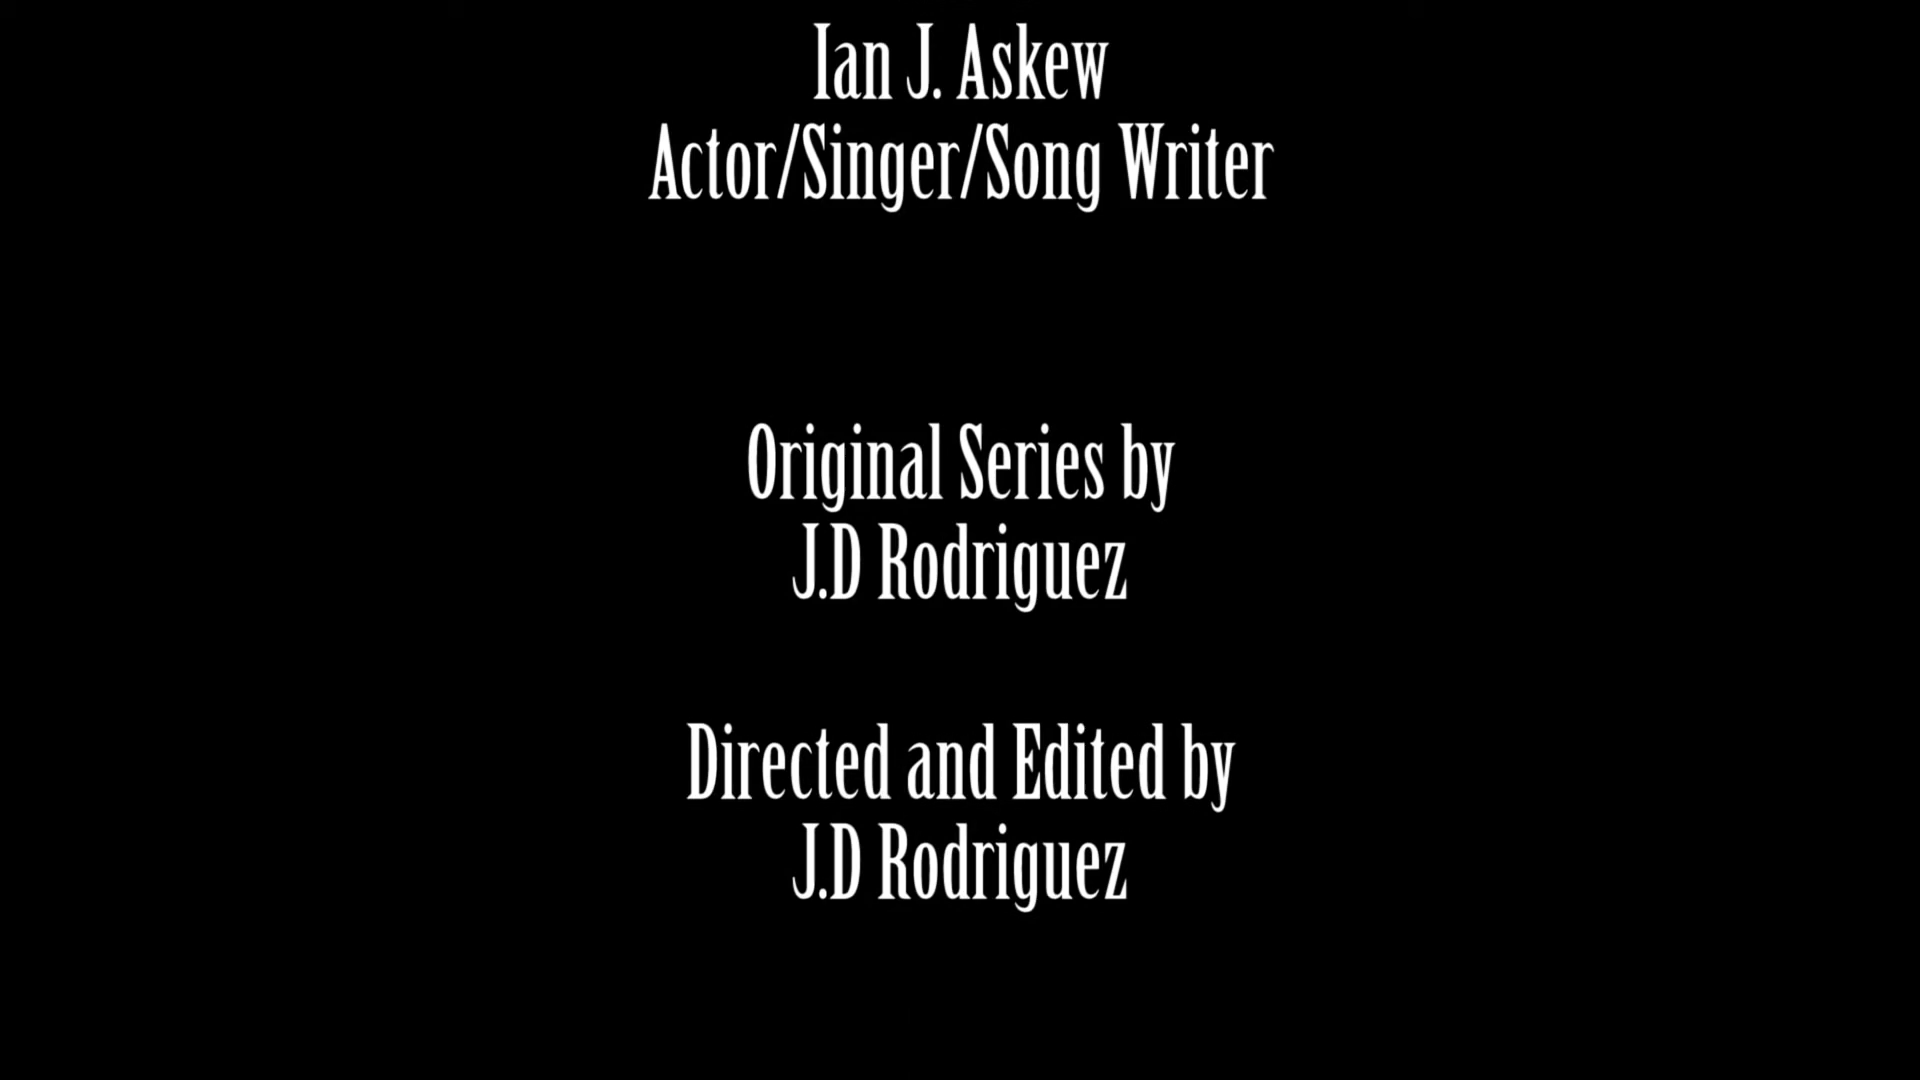 Ian J. Askew
Actor/Singer/Song Writer
Original Series by
J.D Rodriguez
Directed and Edited by
J.D Rodriguez